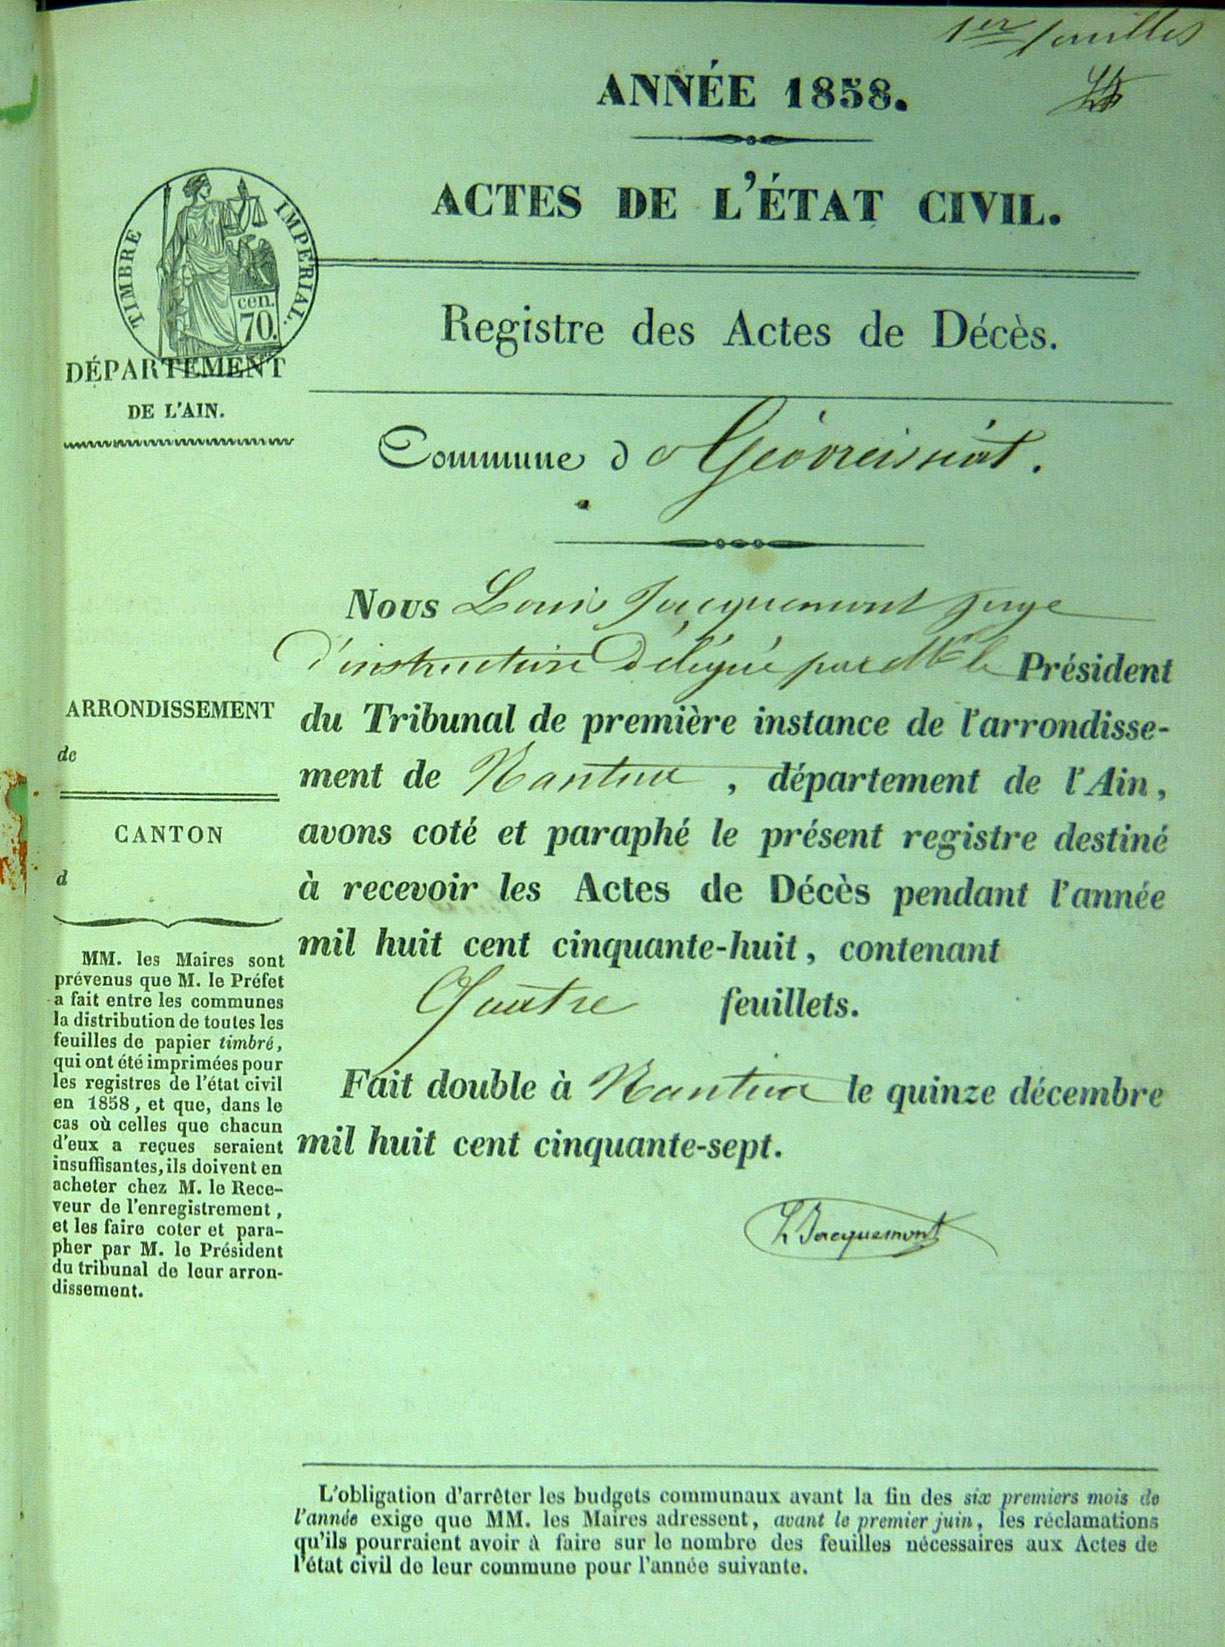 1er feuillet
ANNÉE 1858.
ACTES DE L'ÉTAT CIVIL.
TIMBRE IMPÉRIAL.
cen.
70.
DÉPARTEMENT
DE L'AIN.
Registre des Actes de Décès.
Commune d e Géovreissiat.
Nous Louis Jacquemont juge
d'instruction Délégué par Mr le Président
du Tribunal de première instance de l'arrondisse-
ment de Nantua, département de l'Ain,
avons coté et paraphé le présent registre destiné
à recevoir les Actes de Décès pendant l'année
mil huit cent cinquante-huit, contenant
Quatre feuillets.
Fait double à Nantua le quinze décembre
mil huit cent cinquante-sept.
L Jacquemont
ARRONDISSEMENT
de
CANTON
d
MM. les Maires sont
prévenus que M. le Préfet
a fait entre les communes
la distribution de toutes les
feuilles de papier timbré,
qui ont été imprimées pour
les registres de l'état civil
en 1858, et que, dans le
cas où celles que chacun
d'eux a reçues seraient
insuffisantes, ils doivent en
acheter chez M. le Rece-
veur de l'enregistrement,
et les faire coter et para-
pher par M. le Président
du tribunal de leur arron-
dissement.
L'obligation d'arrêter les budgets communaux avant la fin des six premiers mois de
l'année exige que MM. les Maires adressent, avant le premier juin, les réclamations
qu'ils pourraient avoir à faire sur le nombre des feuilles nécessaires aux Actes de
l'état civil de leur commune pour l'année suivante.